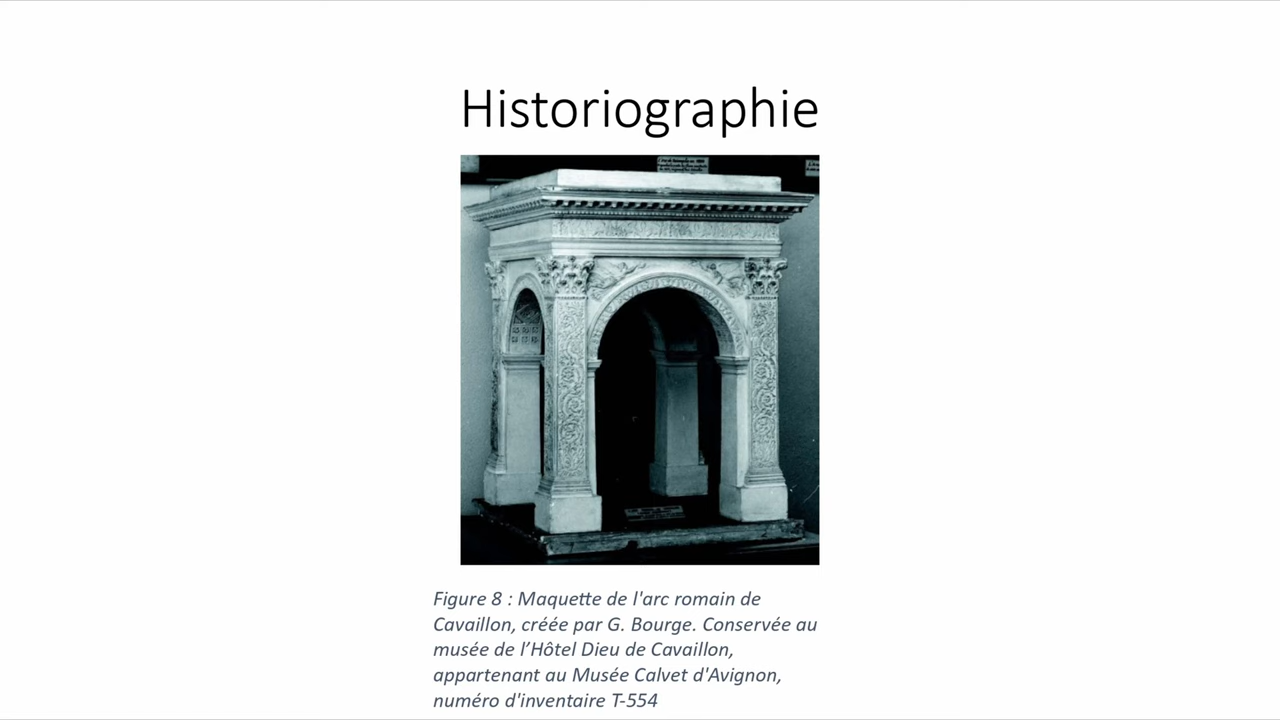 Historiographie
Figure 8 : Maquette de l'arc romain de
Cavaillon, créée par G. Bourge. Conservée au
musée de l’Hôtel Dieu de Cavaillon,
appartenant au Musée Calvet d'Avignon,
numéro d'inventaire T-554